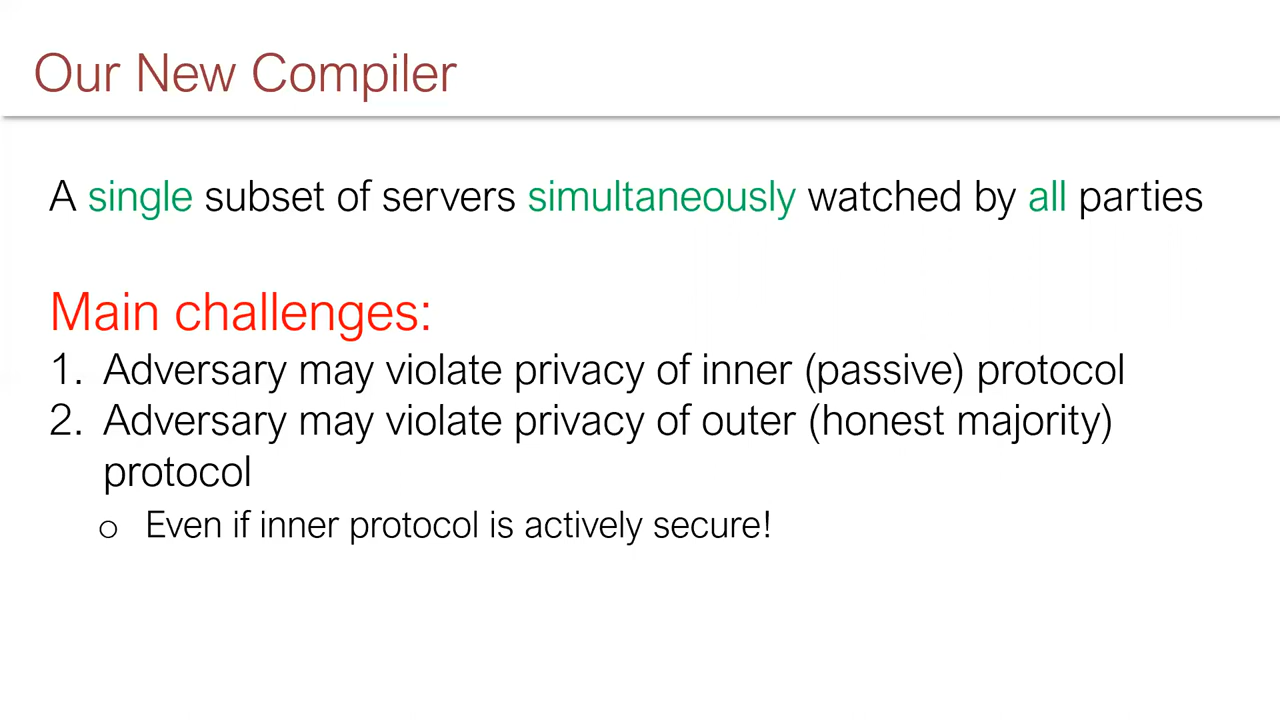 Our New Compiler
A single subset of servers simultaneously watched by all parties
Main challenges:
1. Adversary may violate privacy of inner (passive) protocol
2. Adversary may violate privacy of outer (honest majority)
protocol
o Even if inner protocol is actively secure!